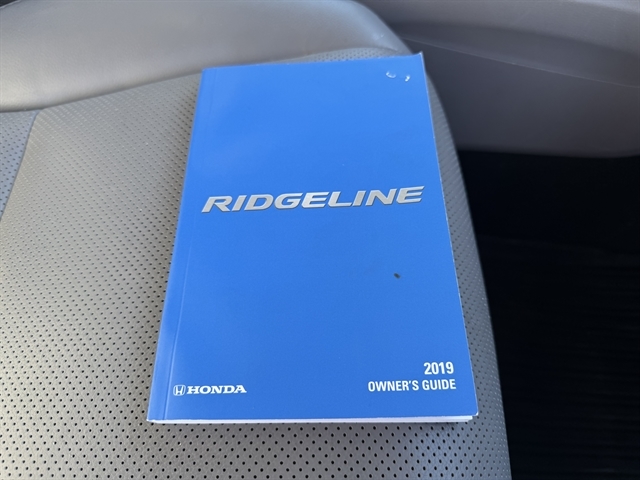 RIDGELINE
2019
OWNER'S GUIDE
HONDA